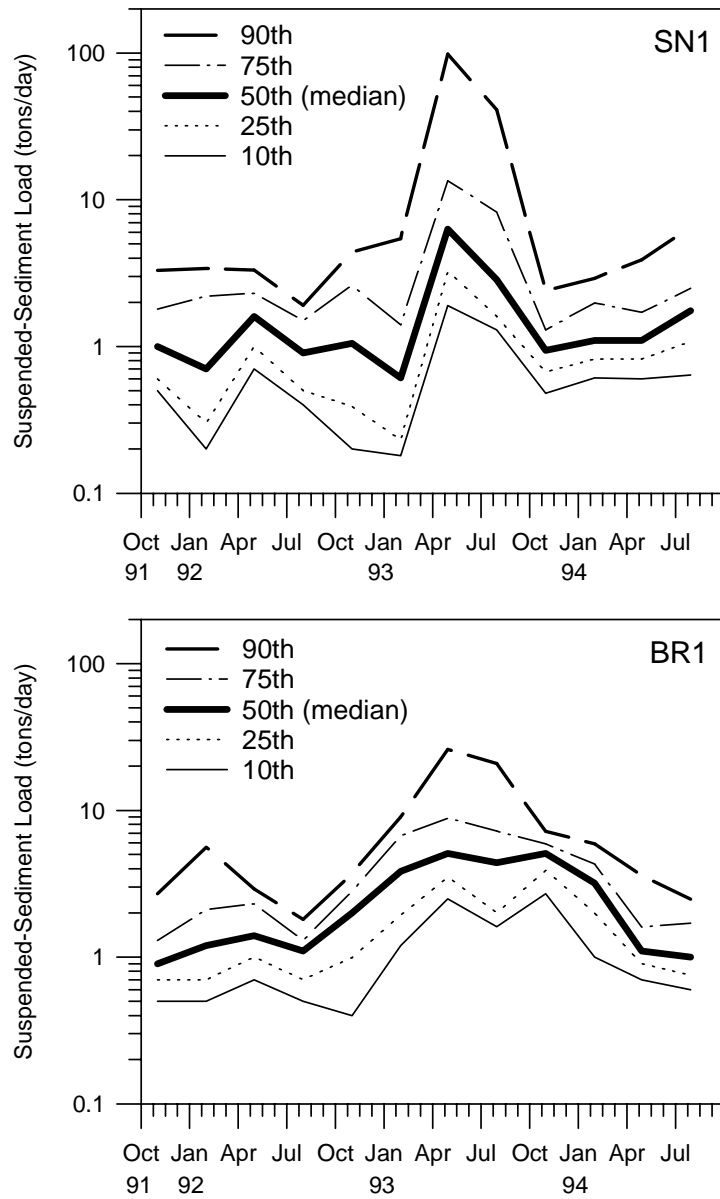 SN1
90th
75th
50th (median)
25th
10th
Suspended-Sediment Load (tons/day)
100
10
1
0.1
Oct Jan Apr Jul Oct Jan Apr Jul Oct Jan Apr Jul
91 92 93 94
BR1
90th
75th
50th (median)
25th
10th
Suspended-Sediment Load (tons/day)
100
10
1
0.1
Oct Jan Apr Jul Oct Jan Apr Jul Oct Jan Apr Jul
91 92 93 94